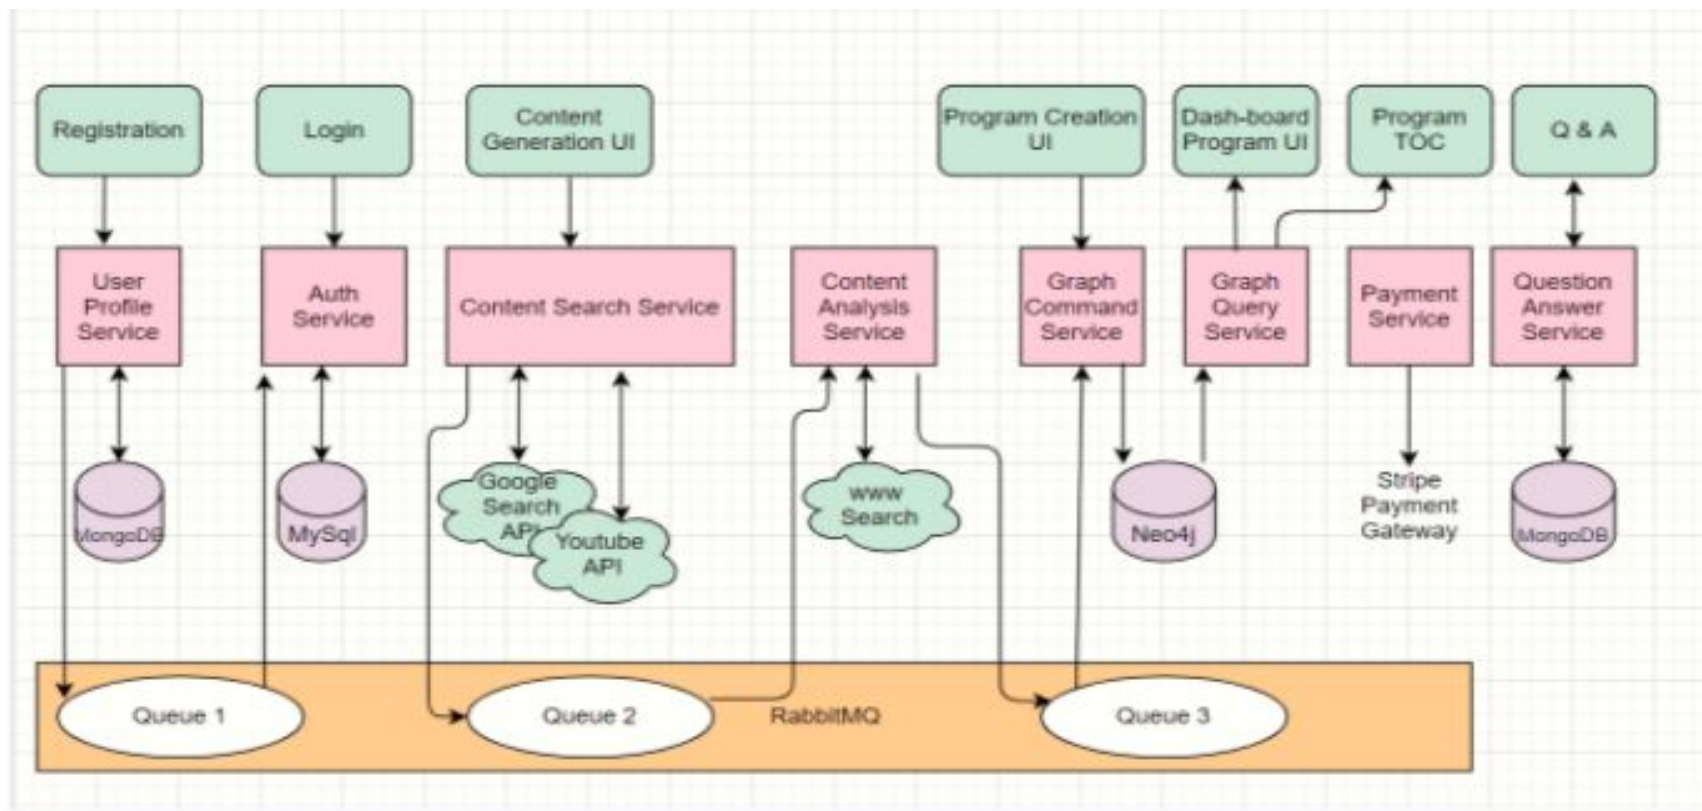 Registration
Login
Content
Generation UI
Program Creation
UI
Dash-board
Program UI
Program
TOC
Q & A
User
Profile
Service
Auth
Service
Content Search Service
Content
Analysis
Service
Graph
Command
Service
Graph
Query
Service
Payment
Service
Question
Answer
Service
MongoDB
MySql
Google
Search
API
Youtube
API
www
Search
Neo4j
Stripe
Payment
Gateway
MongoDB
Queue 1
Queue 2
RabbitMQ
Queue 3